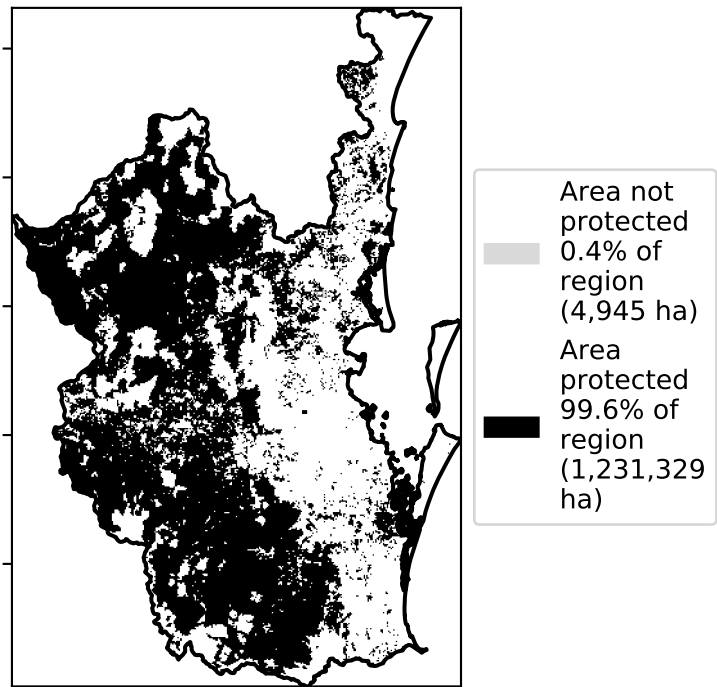 Area not
protected
0.4% of
region
(4,945 ha)
Area
protected
99.6% of
region
(1,231,329
ha)